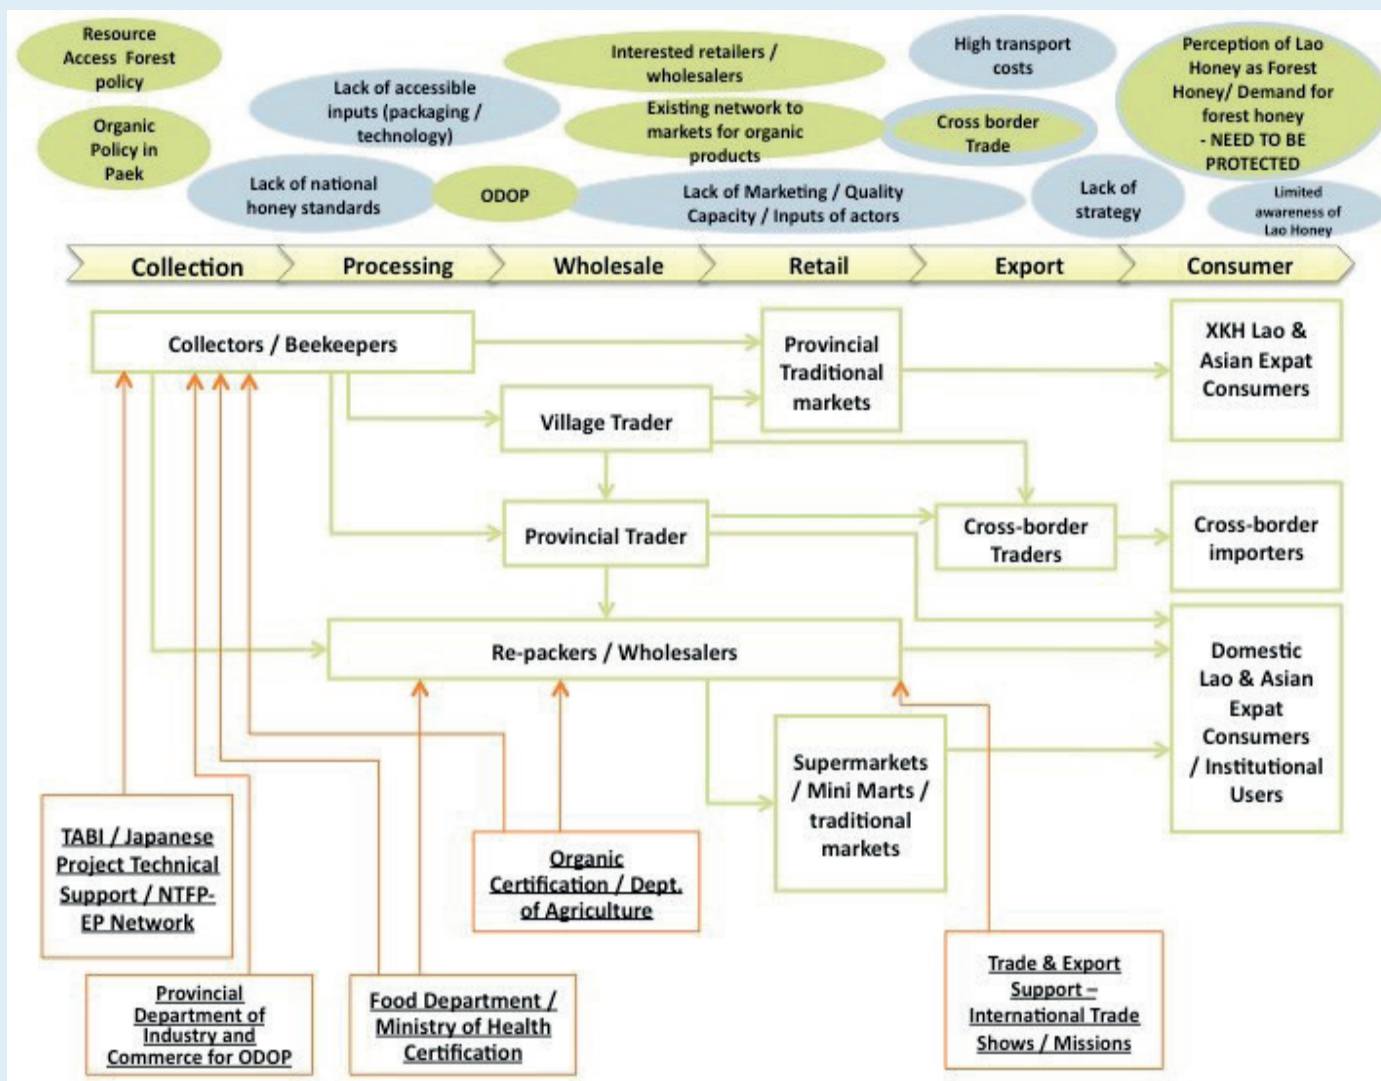 Resource
Access Forest
policy
Organic
Policy in
Paek
Lack of accessible
inputs (packaging /
technology)
Lack of national
honey standards
ODOP
Interested retailers /
wholesalers
Existing network to
markets for organic
products
Lack of Marketing / Quality
Capacity / Inputs of actors
High transport
costs
Cross border
Trade
Lack of
strategy
Perception of Lao
Honey as Forest
Honey/ Demand for
forest honey
- NEED TO BE
PROTECTED
Limited
awareness of
Lao Honey
Collection
Processing
Wholesale
Retail
Export
Consumer
Collectors / Beekeepers
Provincial
Traditional
markets
XKH Lao &
Asian Expat
Consumers
Village Trader
Provincial Trader
Cross-border
Traders
Cross-border
importers
Re-packers / Wholesalers
Domestic
Lao & Asian
Expat
Consumers
/ Institutional
Users
Supermarkets
/ Mini Marts /
traditional
markets
TABI / Japanese
Project Technical
Support / NTFP-
EP Network
Organic
Certification / Dept.
of Agriculture
Provincial
Department of
Industry and
Commerce for ODOP
Food Department /
Ministry of Health
Certification
Trade & Export
Support –
International Trade
Shows / Missions